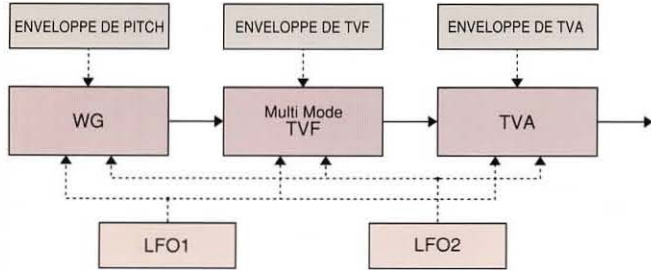 ENVELOPPE DE PITCH
ENVELOPPE DE TVF
ENVELOPPE DE TVA
WG
Multi Mode
TVF
TVA
LFO1
LFO2